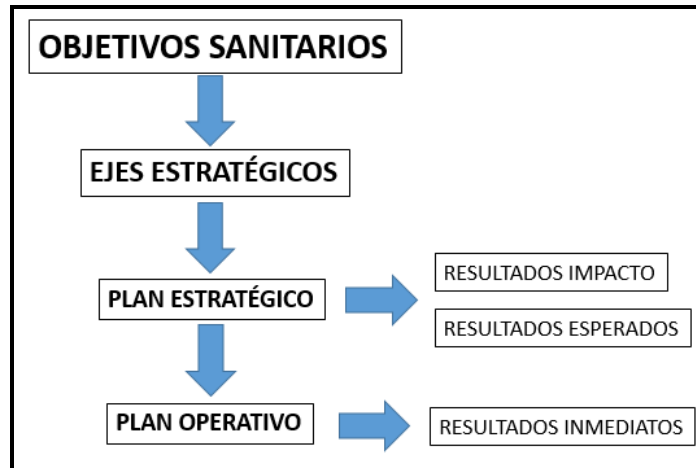 OBJETIVOS SANITARIOS
EJES ESTRATÉGICOS
PLAN ESTRATÉGICO
RESULTADOS IMPACTO
RESULTADOS ESPERADOS
PLAN OPERATIVO
RESULTADOS INMEDIATOS